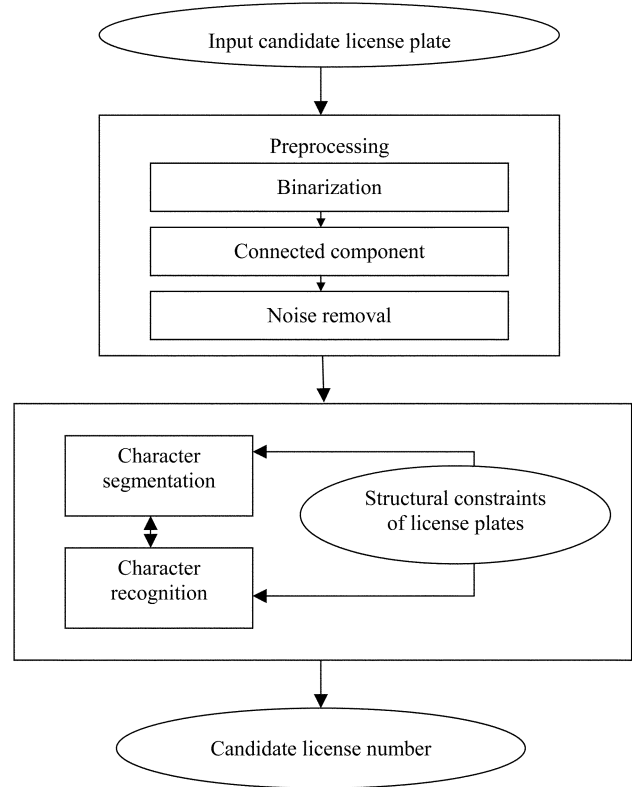 Input candidate license plate
Preprocessing
Binarization
Connected component
Noise removal
Character
segmentation
Structural constraints
of license plates
Character
recognition
Candidate license number